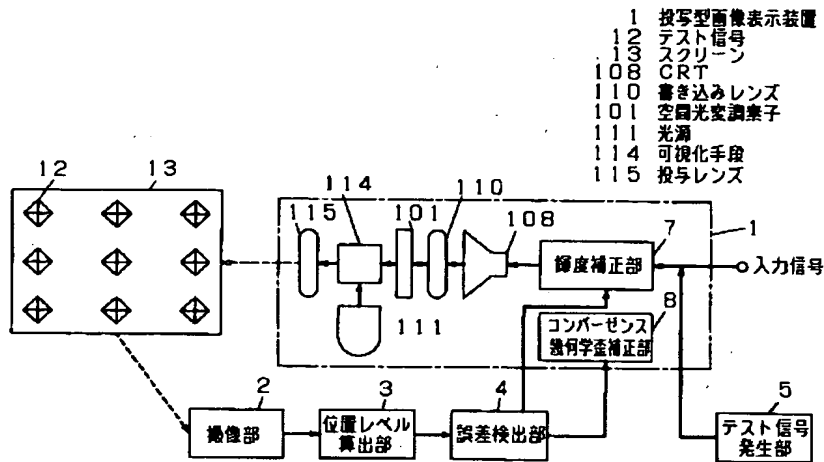 1 投写型画像表示装置
12 テスト信号
13 スクリーン
108 CRT
110 書き込みレンズ
101 空間光変調素子
111 光源
114 可視化手段
115 投与レンズ
12
13
114
110
115
101
108
7
1
輝度補正部
入力信号
111
8
コンバーゼンス
幾何学歪補正部
2
3
4
5
撮像部
位置レベル
算出部
誤差検出部
テスト信号
発生部